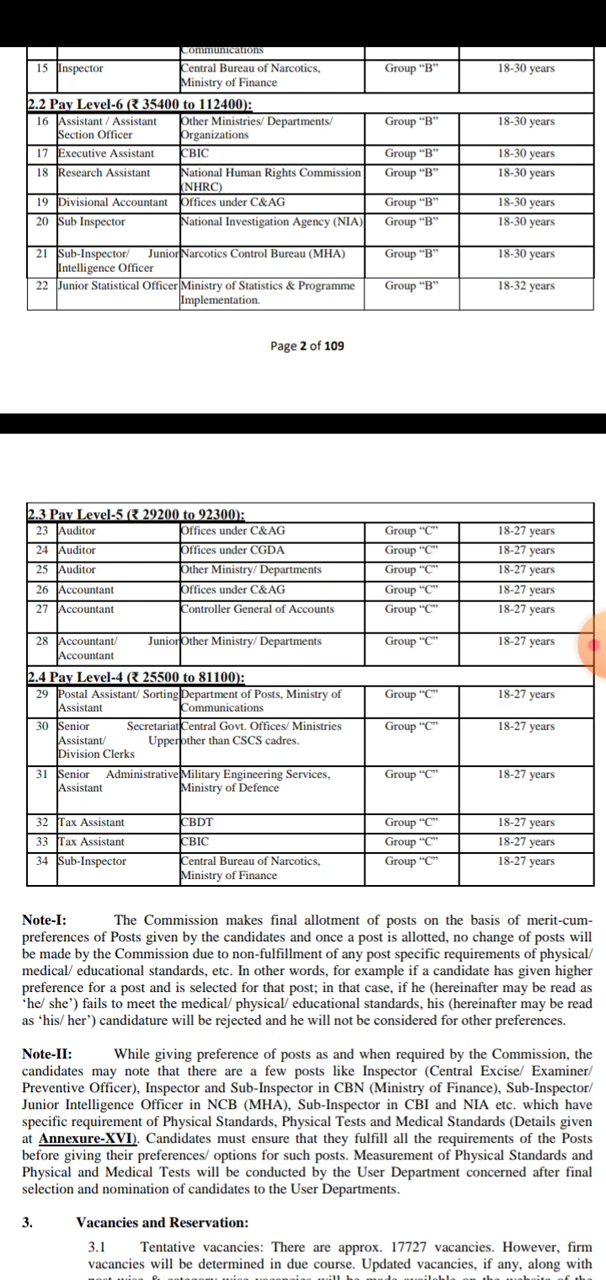 Communications
15 Inspector Central Bureau of Narcotics, Group “B” 18-30 years
Ministry of Finance
2.2 Pay Level-6 (₹ 35400 to 112400):
16 Assistant / Assistant Other Ministries/ Departments/ Group “B” 18-30 years
Section Officer Organizations
17 Executive Assistant CBIC Group “B” 18-30 years
18 Research Assistant National Human Rights Commission Group “B” 18-30 years
(NHRC)
19 Divisional Accountant Offices under C&AG Group “B” 18-30 years
20 Sub Inspector National Investigation Agency (NIA) Group “B” 18-30 years
21 Sub-Inspector/ Junior Narcotics Control Bureau (MHA) Group “B” 18-30 years
Intelligence Officer
22 Junior Statistical Officer Ministry of Statistics & Programme Group “B” 18-32 years
Implementation.
Page 2 of 109
2.3 Pay Level-5 (₹ 29200 to 92300):
23 Auditor Offices under C&AG Group “C” 18-27 years
24 Auditor Offices under CGDA Group “C” 18-27 years
25 Auditor Other Ministry/ Departments Group “C” 18-27 years
26 Accountant Offices under C&AG Group “C” 18-27 years
27 Accountant Controller General of Accounts Group “C” 18-27 years
28 Accountant/ Junior Other Ministry/ Departments Group “C” 18-27 years
Accountant
2.4 Pay Level-4 (₹ 25500 to 81100):
29 Postal Assistant/ Sorting Department of Posts, Ministry of Group “C” 18-27 years
Assistant Communications
30 Senior Secretariat Central Govt. Offices/ Ministries Group “C” 18-27 years
Assistant/ Upper other than CSCS cadres.
Division Clerks
31 Senior Administrative Military Engineering Services, Group “C” 18-27 years
Assistant Ministry of Defence
32 Tax Assistant CBDT Group “C” 18-27 years
33 Tax Assistant CBIC Group “C” 18-27 years
34 Sub-Inspector Central Bureau of Narcotics, Group “C” 18-27 years
Ministry of Finance
Note-I: The Commission makes final allotment of posts on the basis of merit-cum-
preferences of Posts given by the candidates and once a post is allotted, no change of posts will
be made by the Commission due to non-fulfillment of any post specific requirements of physical/
medical/ educational standards, etc. In other words, for example if a candidate has given higher
preference for a post and is selected for that post; in that case, if he (hereinafter may be read as
‘he/ she’) fails to meet the medical/ physical/ educational standards, his (hereinafter may be read
as ‘his/ her’) candidature will be rejected and he will not be considered for other preferences.
Note-II: While giving preference of posts as and when required by the Commission, the
candidates may note that there are a few posts like Inspector (Central Excise/ Examiner/
Preventive Officer), Inspector and Sub-Inspector in CBN (Ministry of Finance), Sub-Inspector/
Junior Intelligence Officer in NCB (MHA), Sub-Inspector in CBI and NIA etc. which have
specific requirement of Physical Standards, Physical Tests and Medical Standards (Details given
at Annexure-XVI). Candidates must ensure that they fulfill all the requirements of the Posts
before giving their preferences/ options for such posts. Measurement of Physical Standards and
Physical and Medical Tests will be conducted by the User Department concerned after final
selection and nomination of candidates to the User Departments.
3. Vacancies and Reservation:
3.1 Tentative vacancies: There are approx. 17727 vacancies. However, firm
vacancies will be determined in due course. Updated vacancies, if any, along with
post-wise & category-wise vacancies will be made available on the website of the